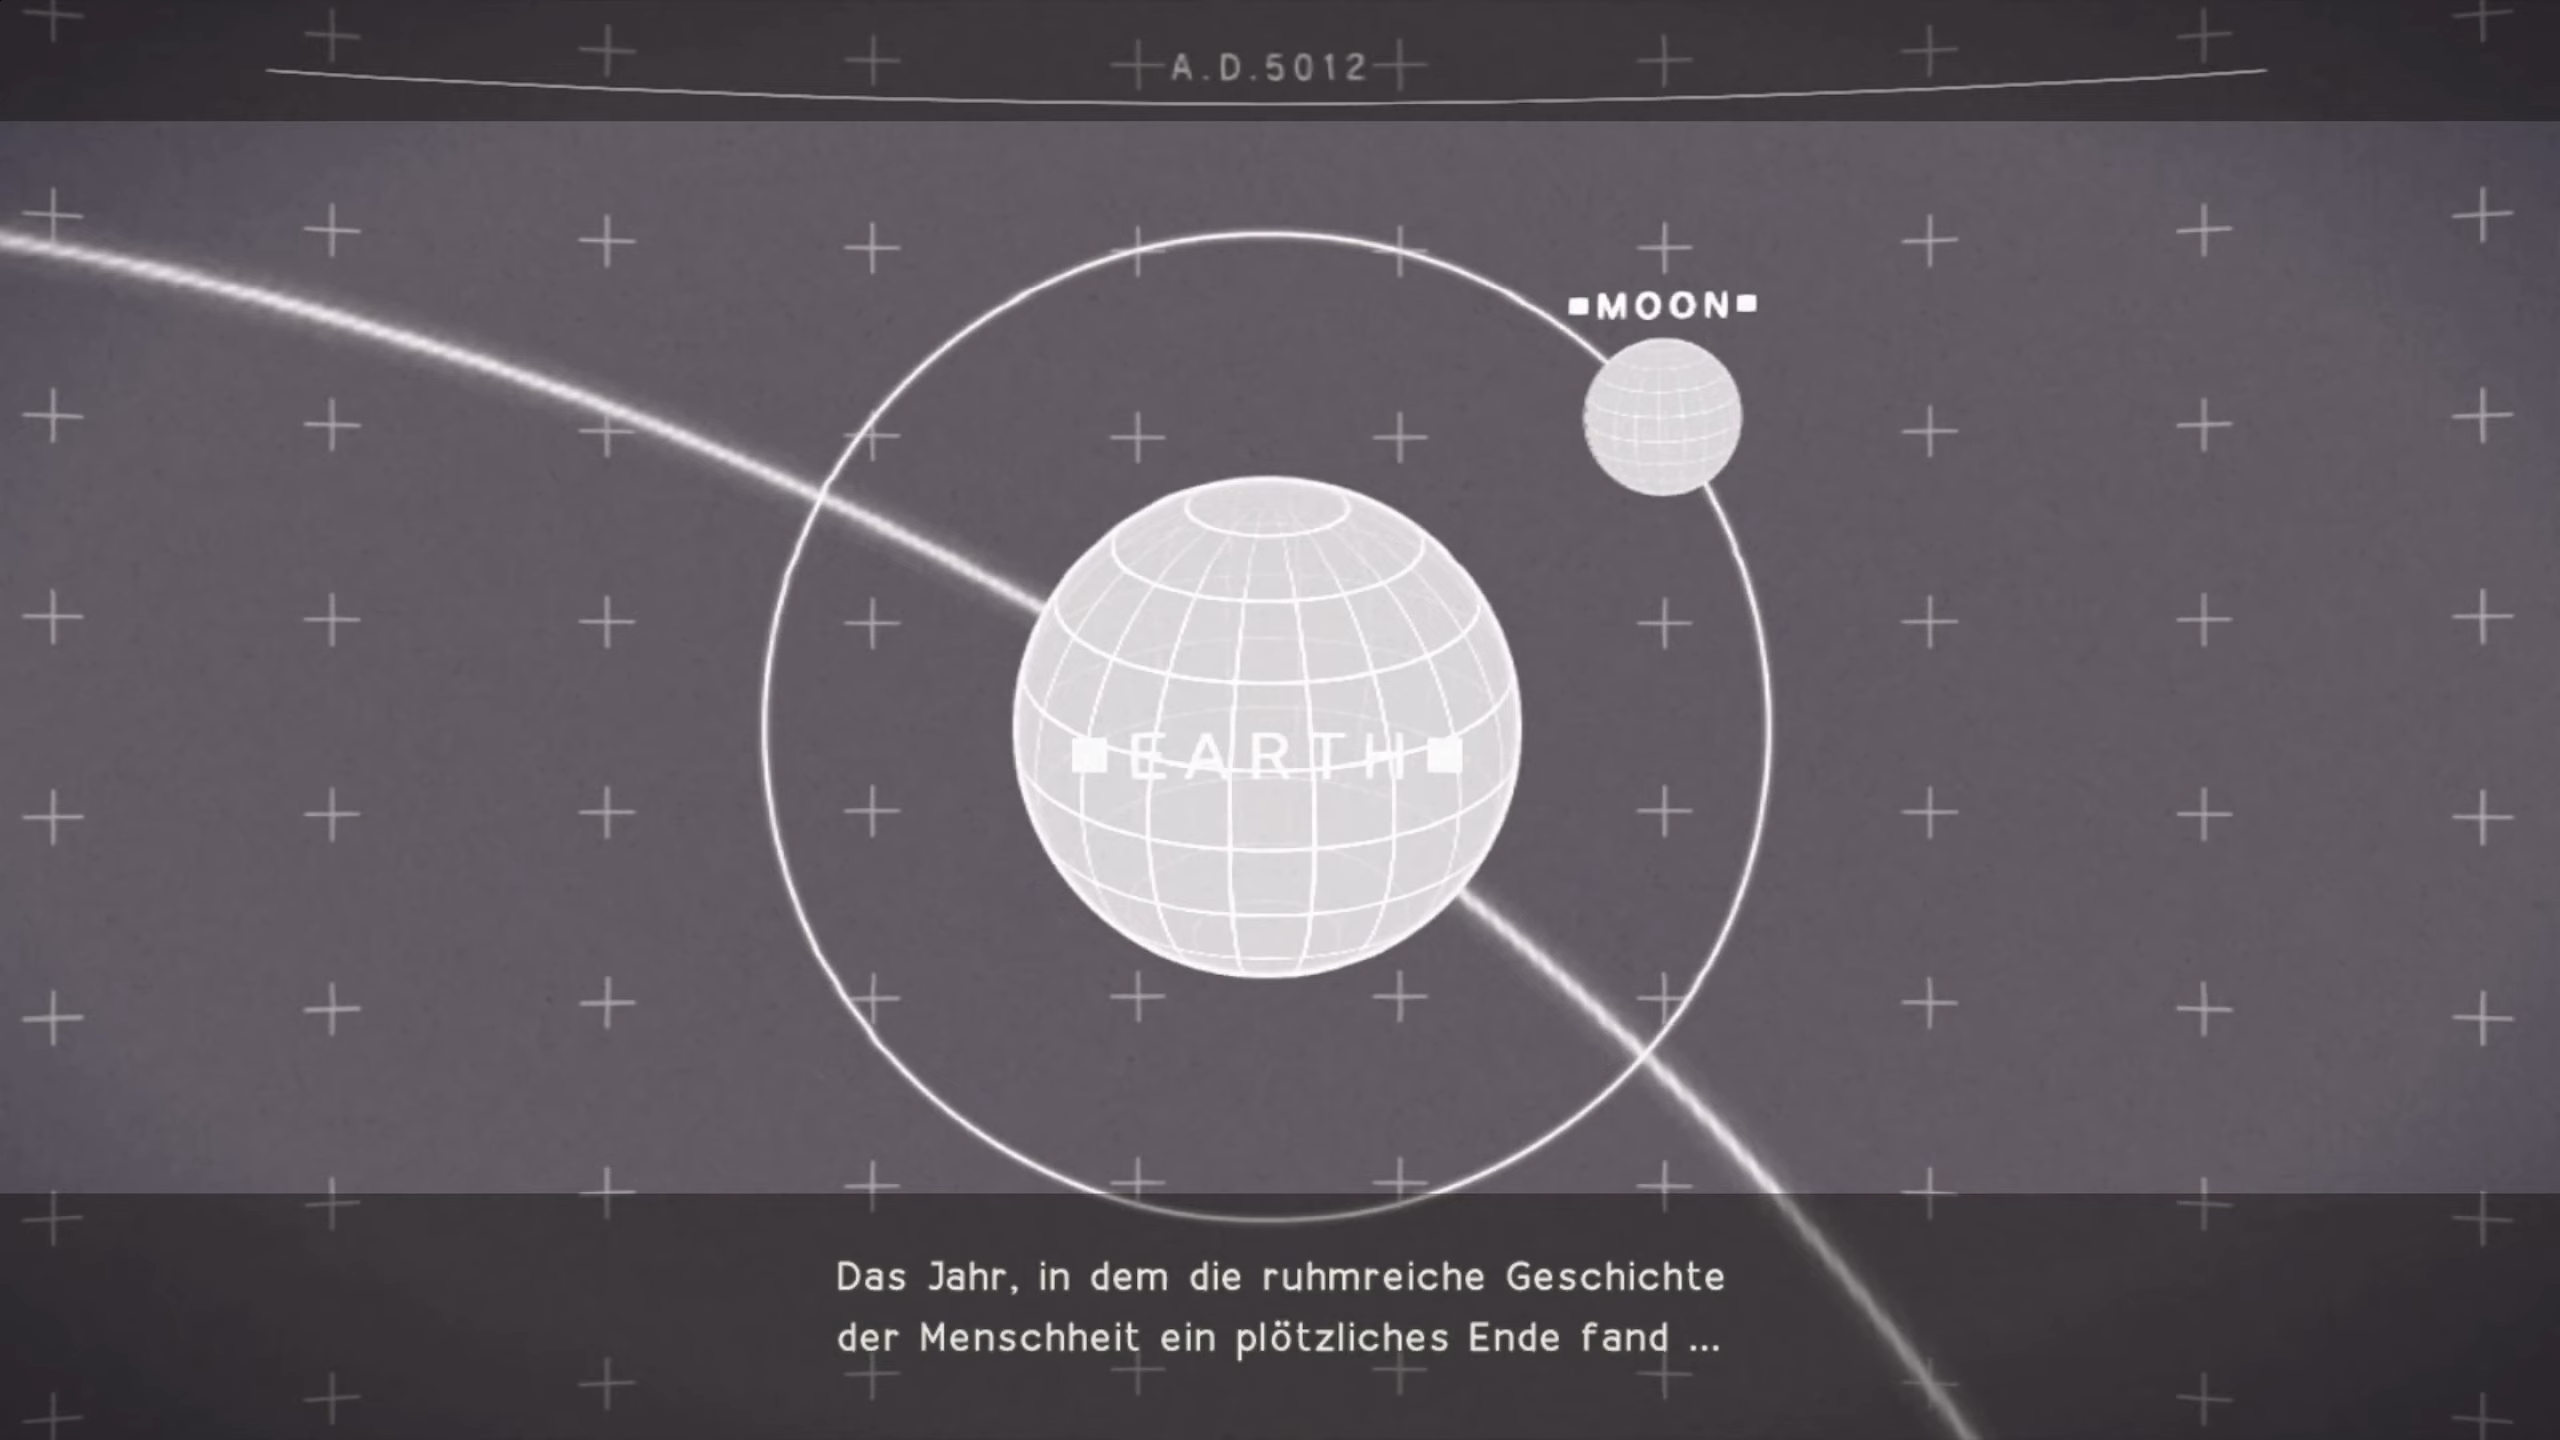 A.D.5012
MOON
EARTH
Das Jahr, in dem die ruhmreiche Geschichte
der Menschheit ein plötzliches Ende fand ...